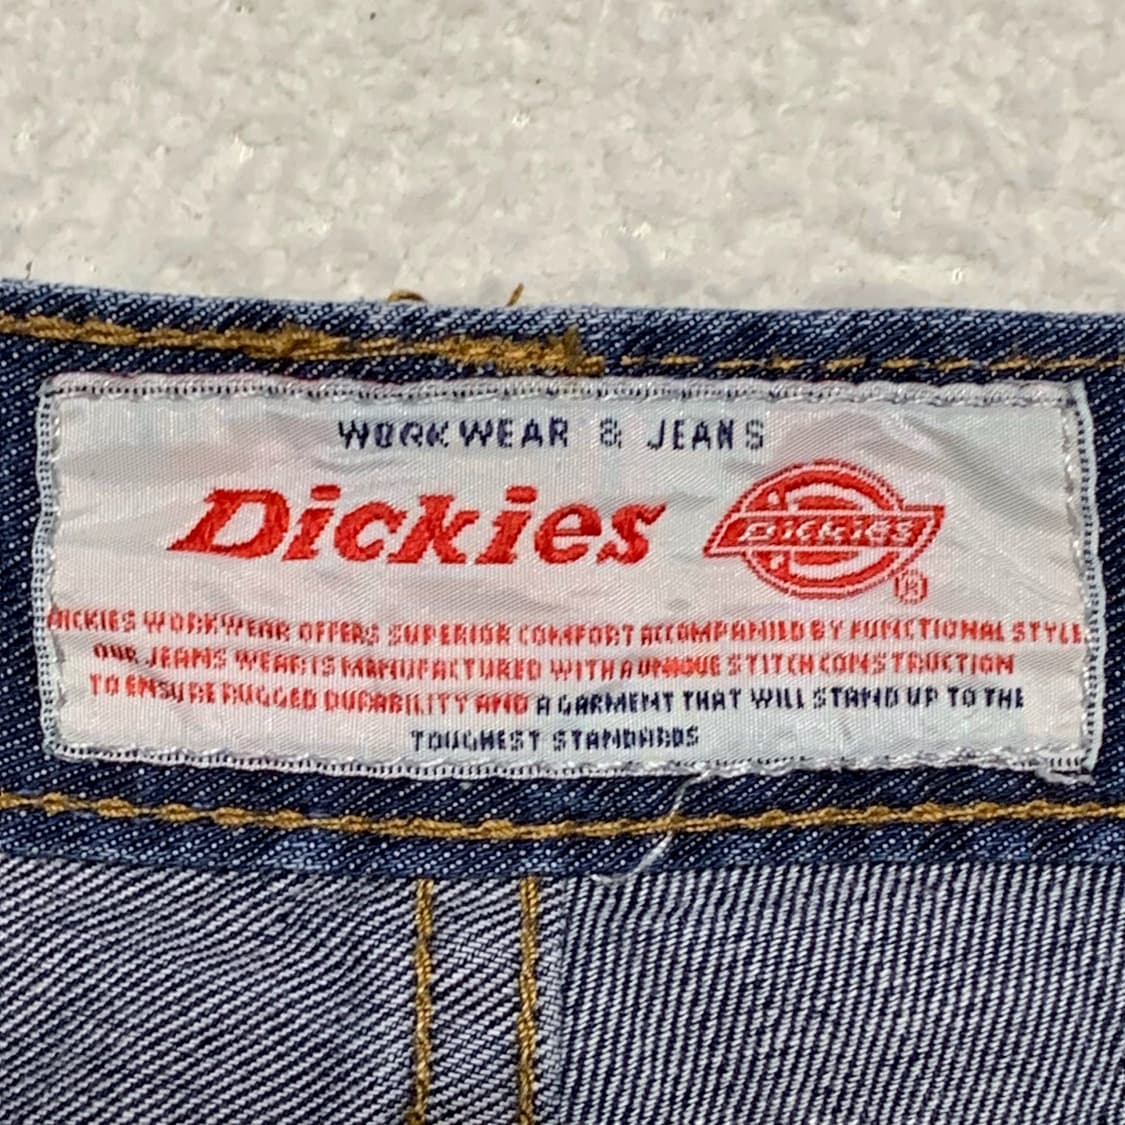 WORKWEAR & JEANS
Dickies
Dickies
®
DICKIES WORKWEAR OFFERS SUPERIOR COMFORT ACCOMPANIED BY FUNCTIONAL STYLE
OUR JEANS WEAR IS MANUFACTURED WITH A UNIQUE STITCH CONSTRUCTION
TO ENSURE RUGGED DURABILITY AND A GARMENT THAT WILL STAND UP TO THE
TOUGHEST STANDARDS